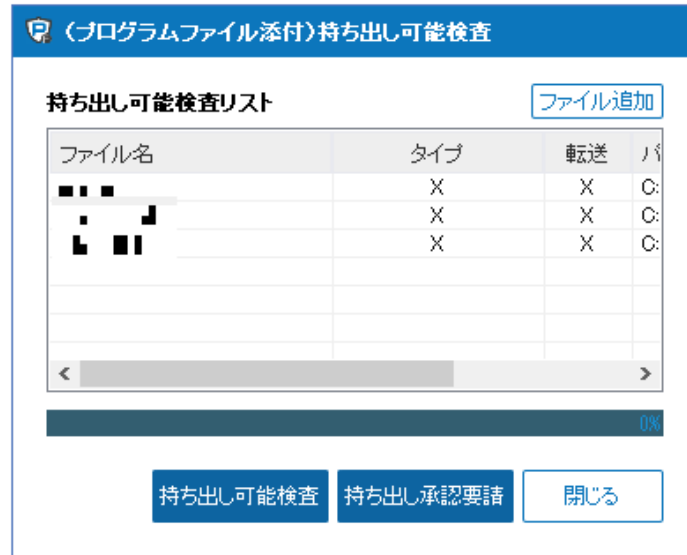 （プログラムファイル添付）持ち出し可能検査
持ち出し可能検査リスト
ファイル追加
ファイル名 タイプ 転送 パ
X X C:
X X C:
X X C:
0%
持ち出し可能検査 持ち出し承認要請 閉じる